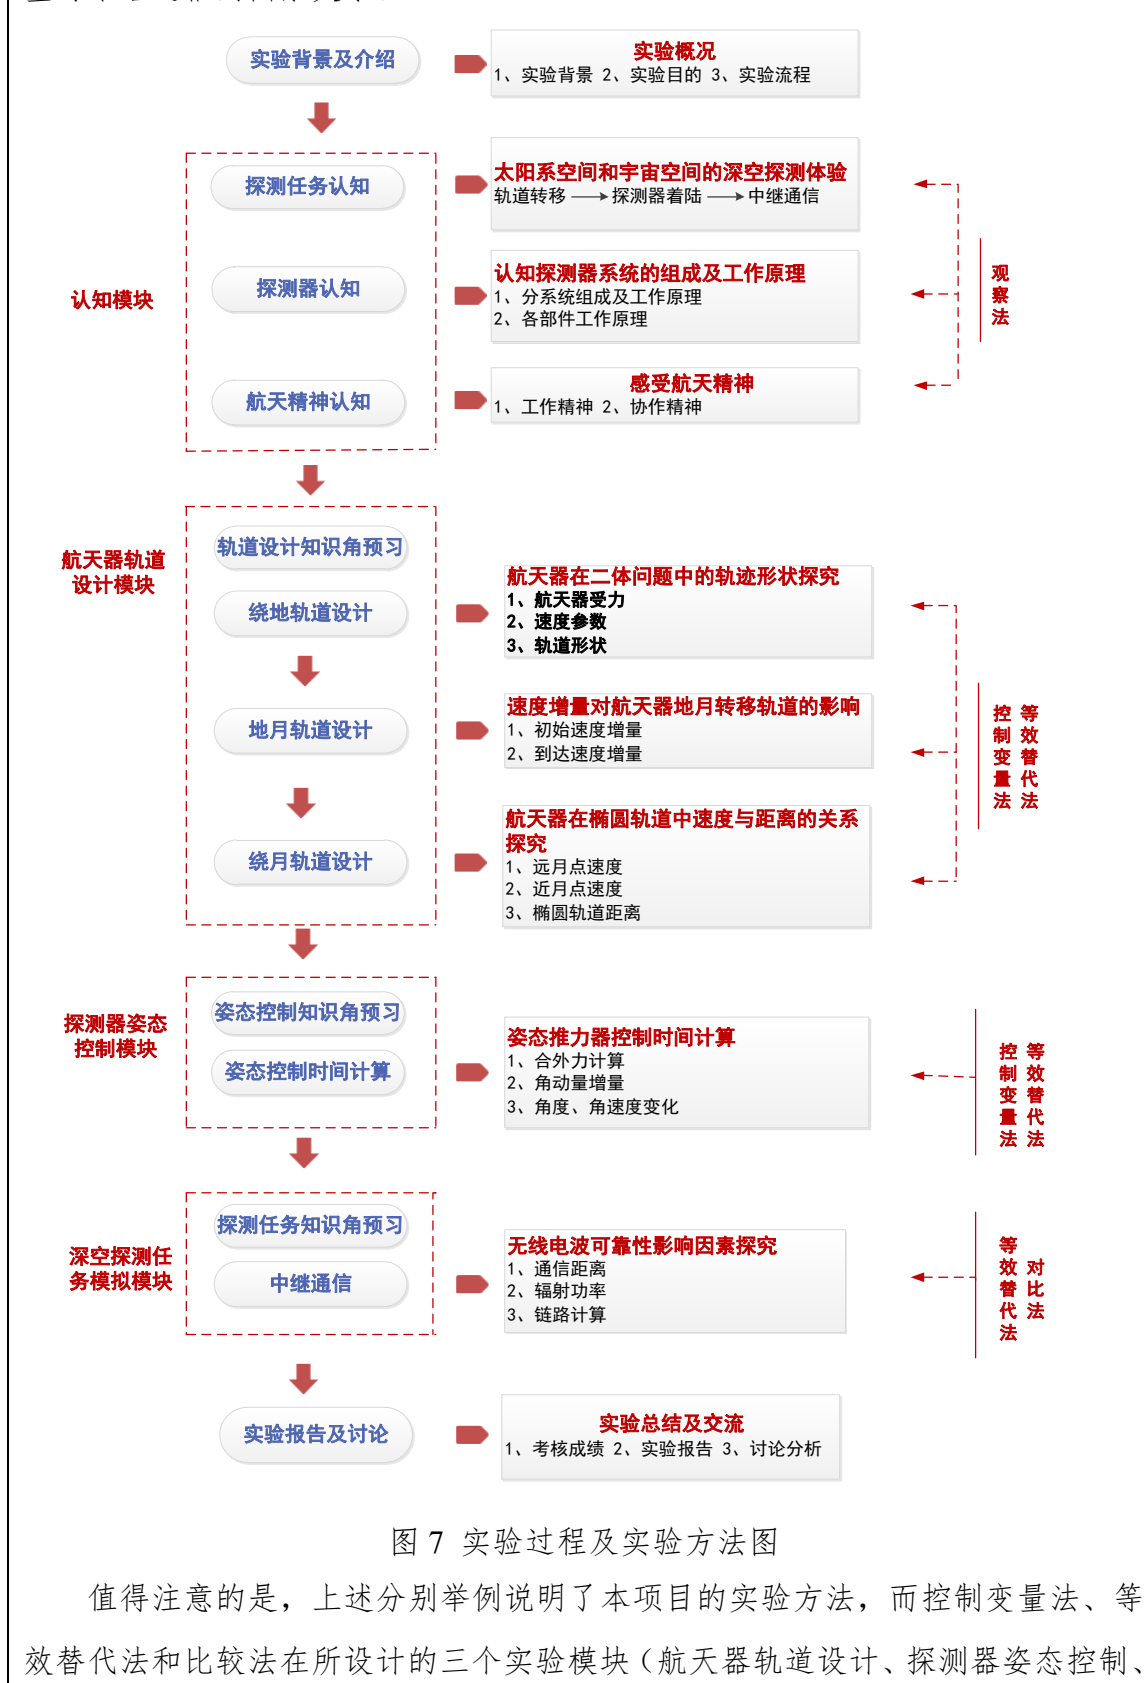 实验背景及介绍
实验概况
1、实验背景 2、实验目的 3、实验流程
认知模块
探测任务认知
太阳系空间和宇宙空间的深空探测体验
轨道转移 探测器着陆 中继通信
探测器认知
认知探测器系统的组成及工作原理
1、分系统组成及工作原理
2、各部件工作原理
航天精神认知
感受航天精神
1、工作精神 2、协作精神
观察法
航天器轨道
设计模块
轨道设计知识角预习
绕地轨道设计
航天器在二体问题中的轨迹形状探究
1、航天器受力
2、速度参数
3、轨道形状
地月轨道设计
速度增量对航天器地月转移轨道的影响
1、初始速度增量
2、到达速度增量
绕月轨道设计
航天器在椭圆轨道中速度与距离的关系
探究
1、远月点速度
2、近月点速度
3、椭圆轨道距离
控制变量法
等效替代法
探测器姿态
控制模块
姿态控制知识角预习
姿态控制时间计算
姿态推力器控制时间计算
1、合外力计算
2、角动量增量
3、角度、角速度变化
控制变量法
等效替代法
深空探测任
务模拟模块
探测任务知识角预习
中继通信
无线电波可靠性影响因素探究
1、通信距离
2、辐射功率
3、链路计算
等效替代法
对比法
实验报告及讨论
实验总结及交流
1、考核成绩 2、实验报告 3、讨论分析
图 7 实验过程及实验方法图
值得注意的是，上述分别举例说明了本项目的实验方法，而控制变量法、等
效替代法和比较法在所设计的三个实验模块（航天器轨道设计、探测器姿态控制、